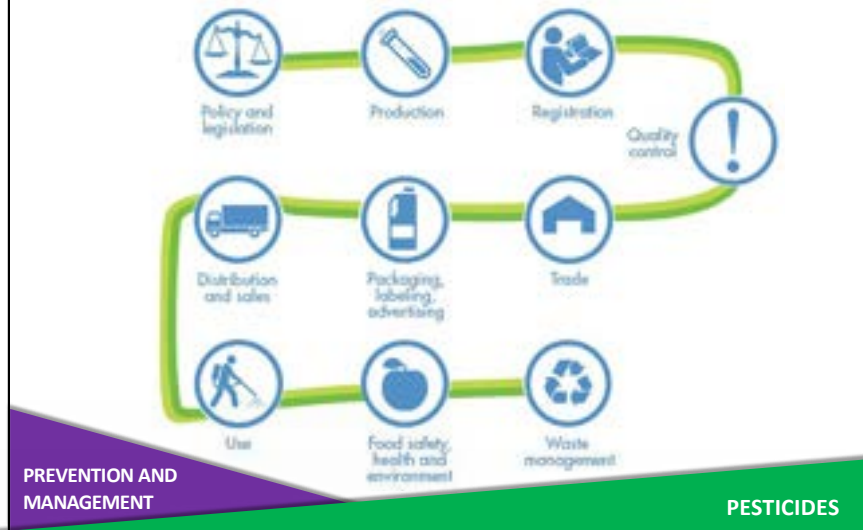 Policy and
legislation
Production
Registration
Quality
control
Distribution
and sales
Packaging,
labeling,
advertising
Trade
Use
Food safety,
health and
environment
Waste
management
PREVENTION AND
MANAGEMENT
PESTICIDES